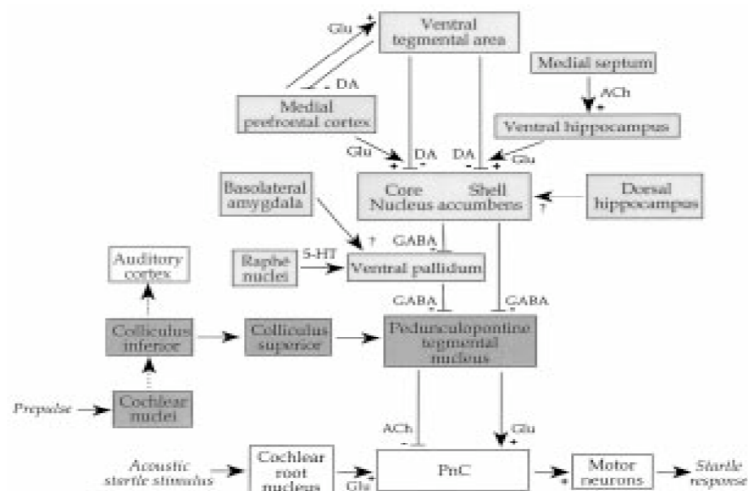 Ventral
tegmental area
Glu
+
- DA
Medial septum
ACh
+
Medial
prefrontal cortex
Ventral hippocampus
Glu
+
DA
-
DA
-
+
Glu
Basolateral
amygdala
Core Shell
Nucleus accumbens
Dorsal
hippocampus
?
?
GABA
-
Auditory
cortex
Raphé
nuclei
5-HT
Ventral pallidum
GABA
-
GABA
-
Colliculus
inferior
Colliculus
superior
Pedunculopontine
tegmental
nucleus
Prepulse
Cochlear
nuclei
ACh
-
Glu
+
Acoustic
startle stimulus
Cochlear
root
nucleus
Glu
+
PnC
+
Motor
neurons
Startle
response